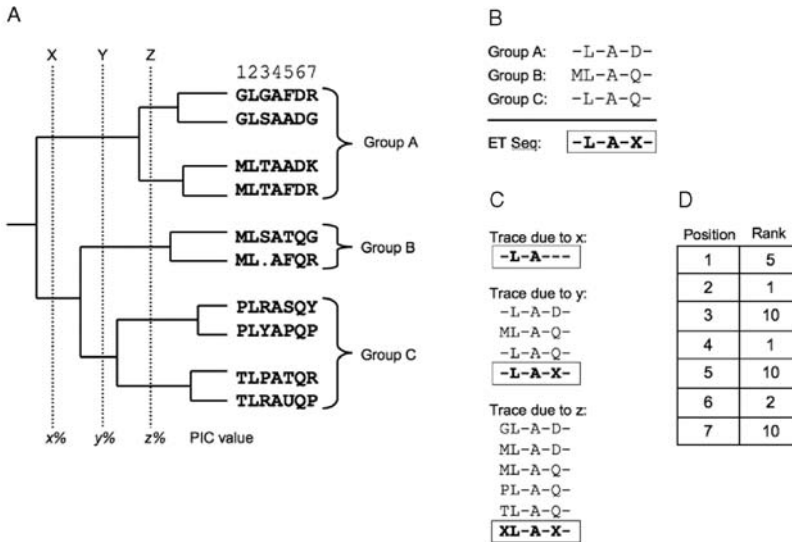 A
X Y Z
1234567
GLGAFDR
GLSAADG
MLTAADK
MLTAFDR
Group A
MLSATQG
ML.AFQR
Group B
PLRASQY
PLYAPQP
TLPATQR
TLRAUQP
Group C
x% y% z% PIC value
B
Group A: -L-A-D-
Group B: ML-A-Q-
Group C: -L-A-Q-
ET Seq: -L-A-X-
C
Trace due to x:
-L-A---
Trace due to y:
-L-A-D-
ML-A-Q-
-L-A-Q-
-L-A-X-
Trace due to z:
GL-A-D-
ML-A-D-
ML-A-Q-
PL-A-Q-
TL-A-Q-
XL-A-X-
D
Position Rank
1 5
2 1
3 10
4 1
5 10
6 2
7 10